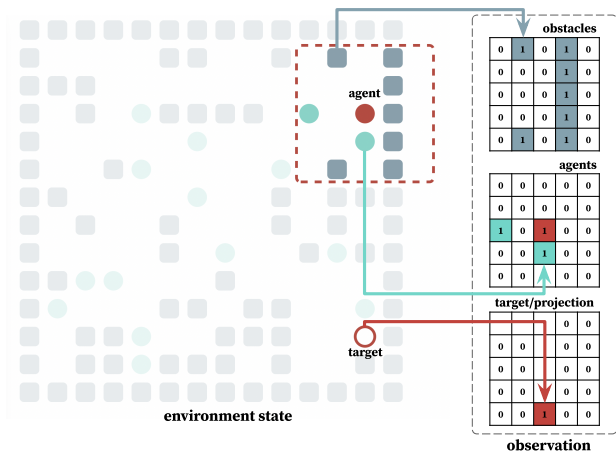 obstacles
0 1 0 1 0
0 0 0 1 0
0 0 0 1 0
0 0 0 1 0
0 1 0 1 0
agent
agents
0 0 0 0 0
0 0 0 0 0
1 0 1 0 0
0 0 1 0 0
0 0 0 0 0
target/projection
0 0
0 0 0 0
0 0 0 0
0 0 0 0
0 0 1 0 0
target
environment state
observation